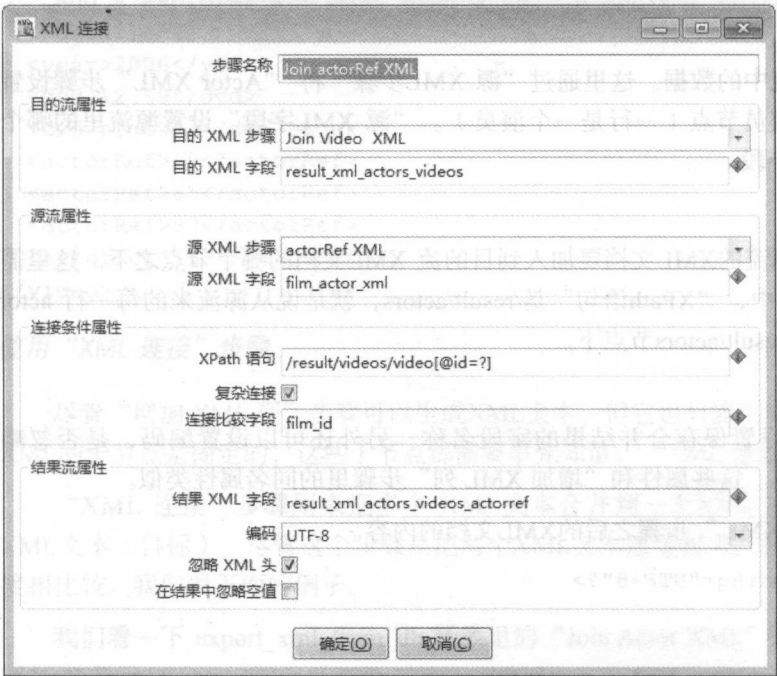 XML 连接
步骤名称 Join actorRef XML
目的流属性
目的 XML 步骤 Join Video XML
目的 XML 字段 result_xml_actors_videos
源流属性
源 XML 步骤 actorRef XML
源 XML 字段 film_actor_xml
连接条件属性
XPath 语句 /result/videos/video[@id=?]
复杂连接
连接比较字段 film_id
结果流属性
结果 XML 字段 result_xml_actors_videos_actorref
编码 UTF-8
忽略 XML 头
在结果中忽略空值
确定(O) 取消(C)